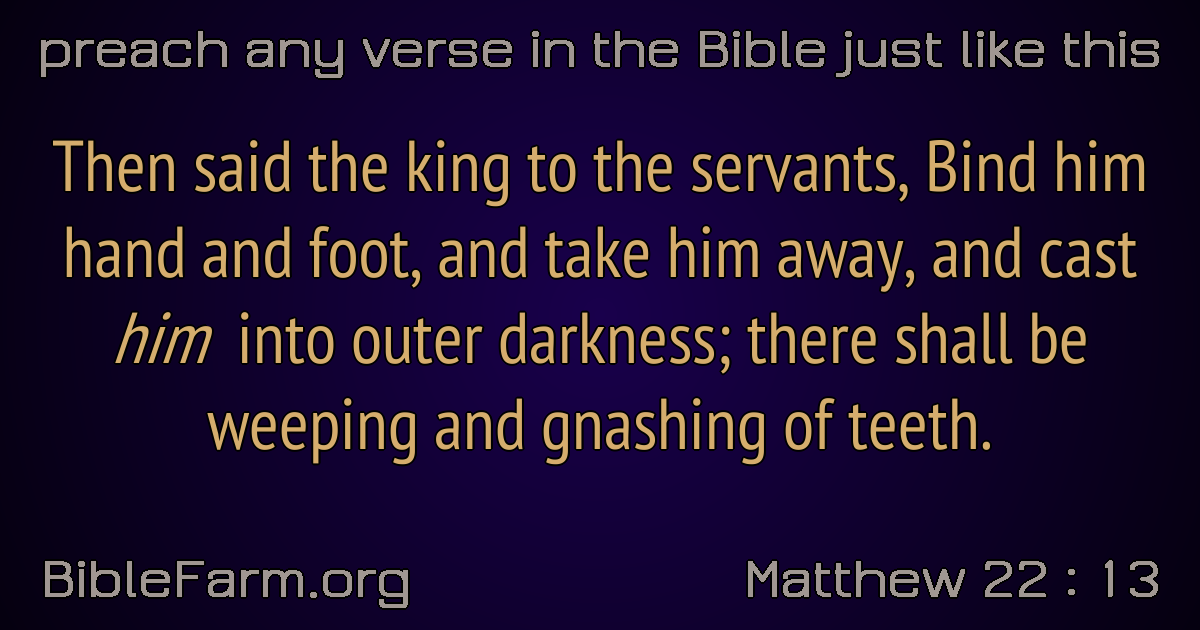 preach any verse in the Bible just like this
Then said the king to the servants, Bind him
hand and foot, and take him away, and cast
him into outer darkness; there shall be
weeping and gnashing of teeth.
BibleFarm.org
Matthew 22 : 13